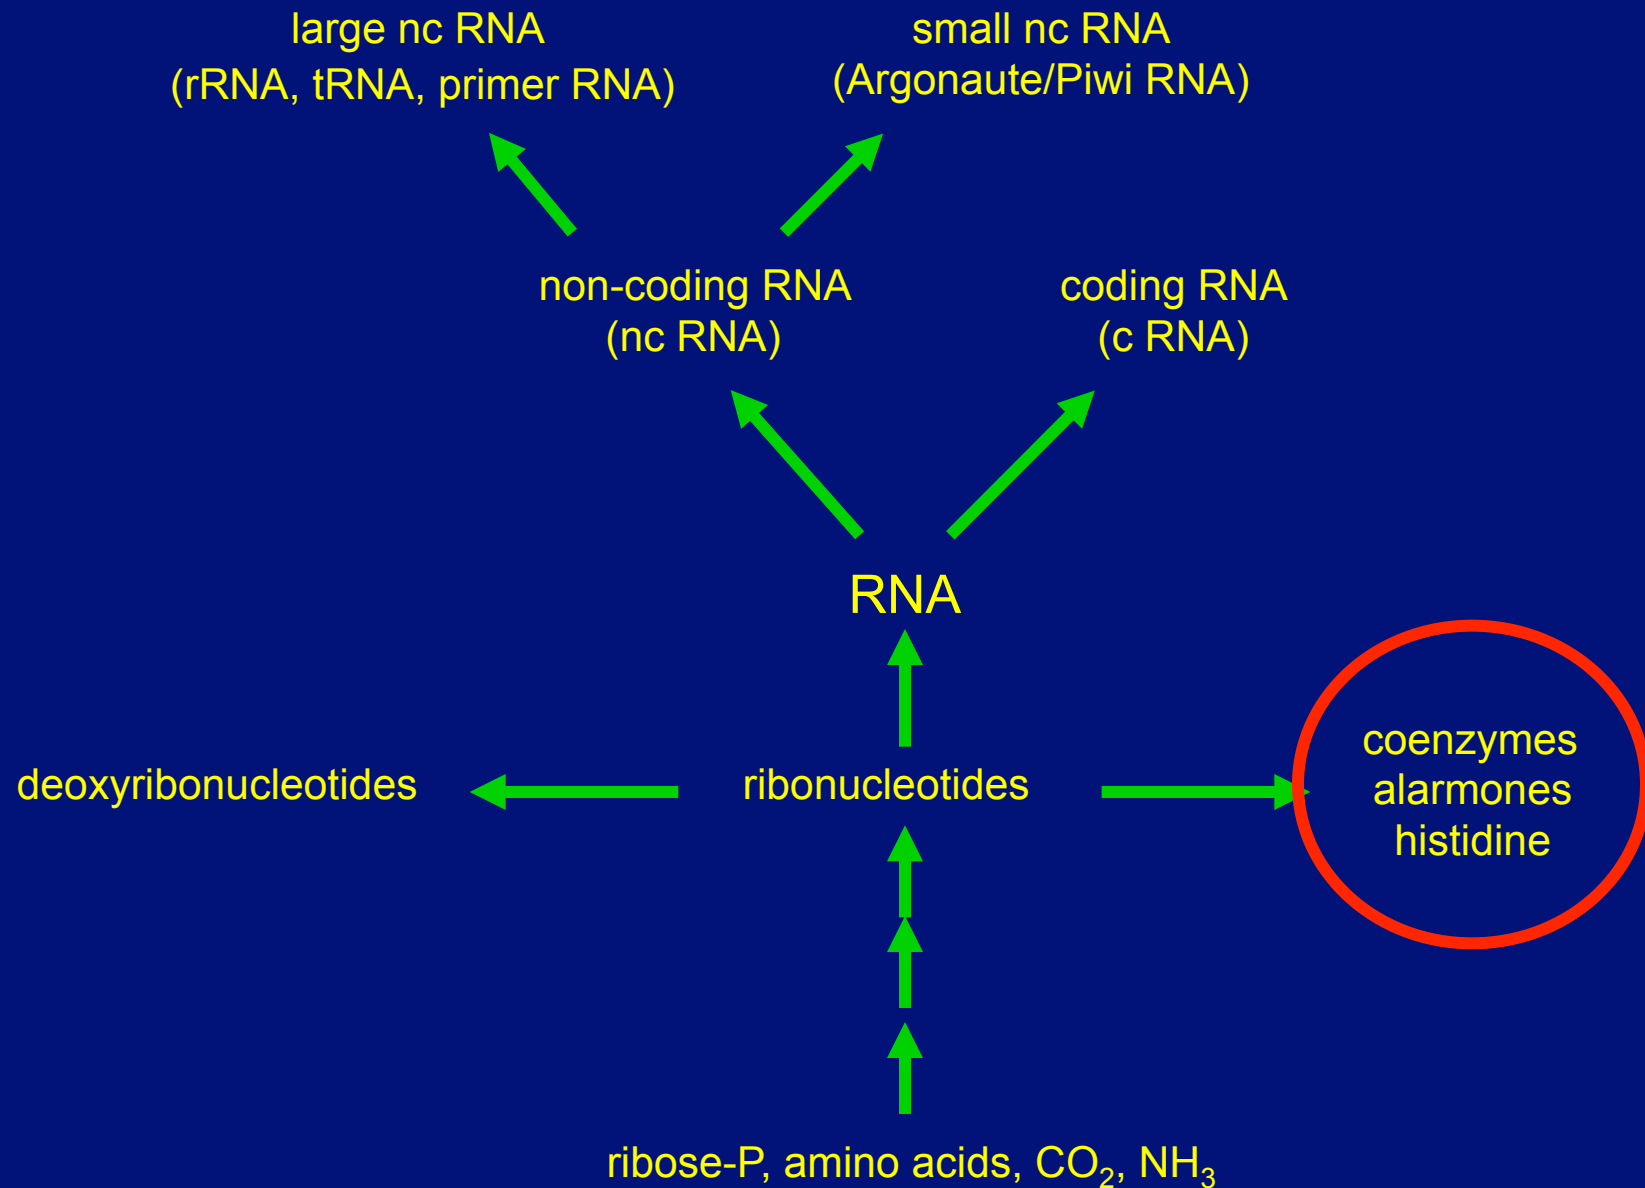 large nc RNA
(rRNA, tRNA, primer RNA)
small nc RNA
(Argonaute/Piwi RNA)
non-coding RNA
(nc RNA)
coding RNA
(c RNA)
RNA
deoxyribonucleotides
ribonucleotides
coenzymes
alarmones
histidine
ribose-P, amino acids, CO₂, NH₃